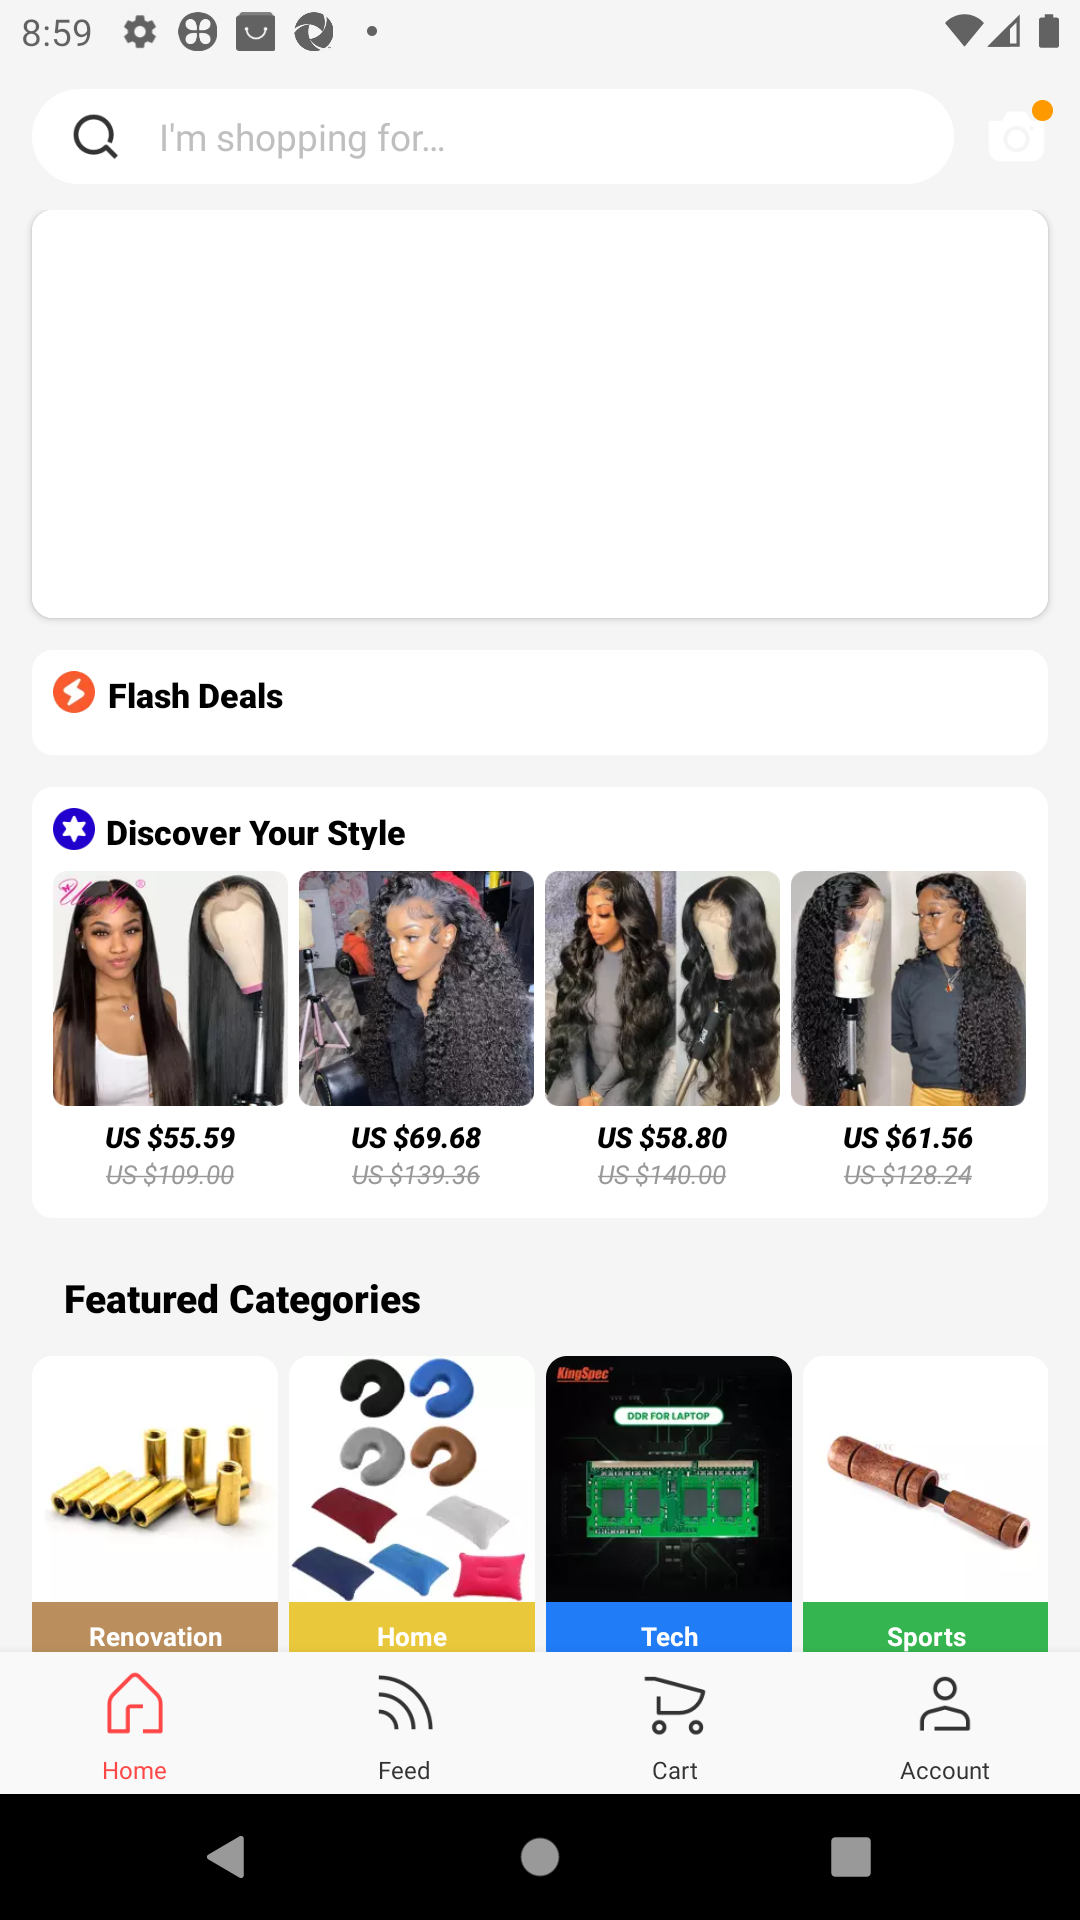 8:59
I'm shopping for...
Flash Deals
Discover Your Style
US $55.59
US $69.68
US $58.80
US $61.56
US $109.00
US $139.36
US $140.00
US $128.24
Featured Categories
KingSpec
DDR FOR LAPTOP
Renovation
Home
Tech
Sports
Home
Feed
Cart
Account